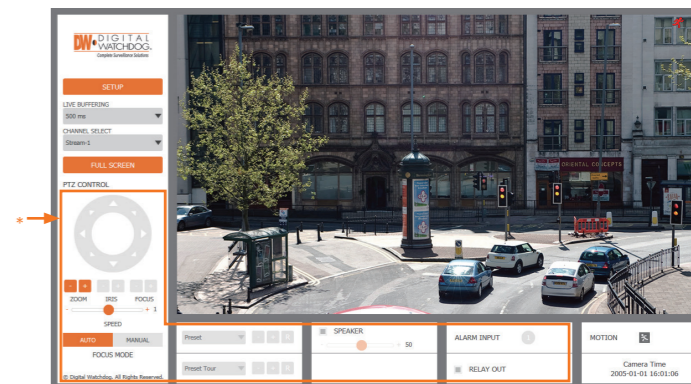 DW DIGITAL
WATCHDOG®
Complete Surveillance Solutions
SETUP
LIVE BUFFERING
500 ms
CHANNEL SELECT
Stream-1
FULL SCREEN
PTZ CONTROL
*
- +
- +
- +
ZOOM IRIS FOCUS
- + 1
SPEED
AUTO MANUAL
FOCUS MODE
© Digital Watchdog. All Rights Reserved.
ORIENTAL CONCEPTS
Preset
SPEAKER
- + 50
ALARM INPUT 1
MOTION
Preset Tour
RELAY OUT
Camera Time
2005-01-01 16:01:06